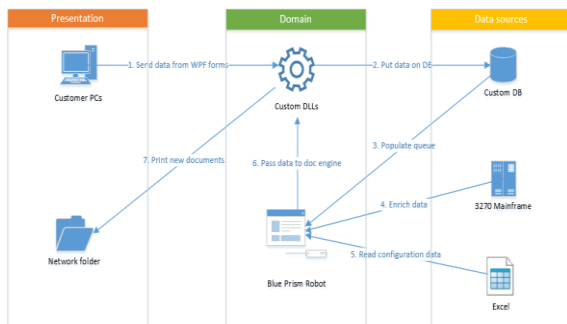 Presentation
Domain
Data sources
1. Send data from WPF forms
2. Put data on DB
Customer PCs
Custom DLLs
Custom DB
3. Populate queue
7. Print new documents
6. Pass data to doc engine
4. Enrich data
3270 Mainframe
Network folder
5. Read configuration data
Blue Prism Robot
Excel